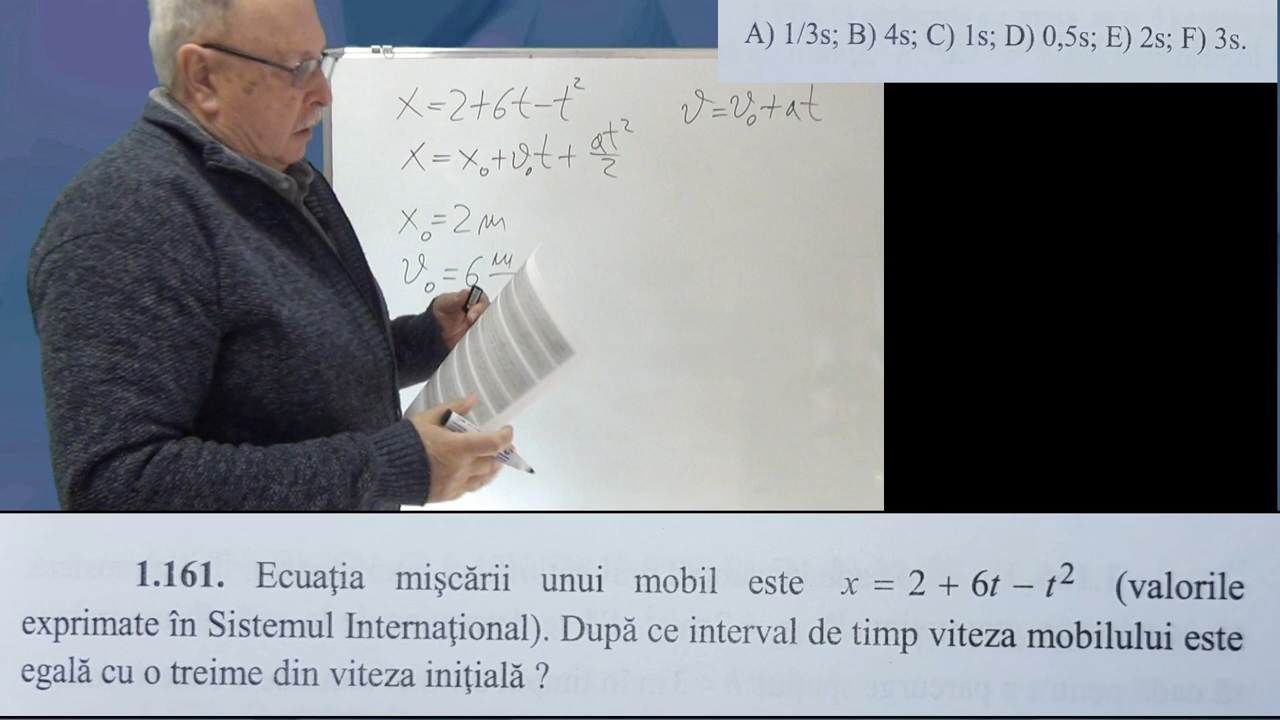 A) 1/3s; B) 4s; C) 1s; D) 0,5s; E) 2s; F) 3s.
x=2+6t-t²
v=v₀+at
x=x₀+v₀t+at²/2
x₀=2m
v₀=6 m
1.161. Ecuaţia mişcării unui mobil este x = 2 + 6t − t² (valorile
exprimate în Sistemul Internaţional). După ce interval de timp viteza mobilului este
egală cu o treime din viteza iniţială ?